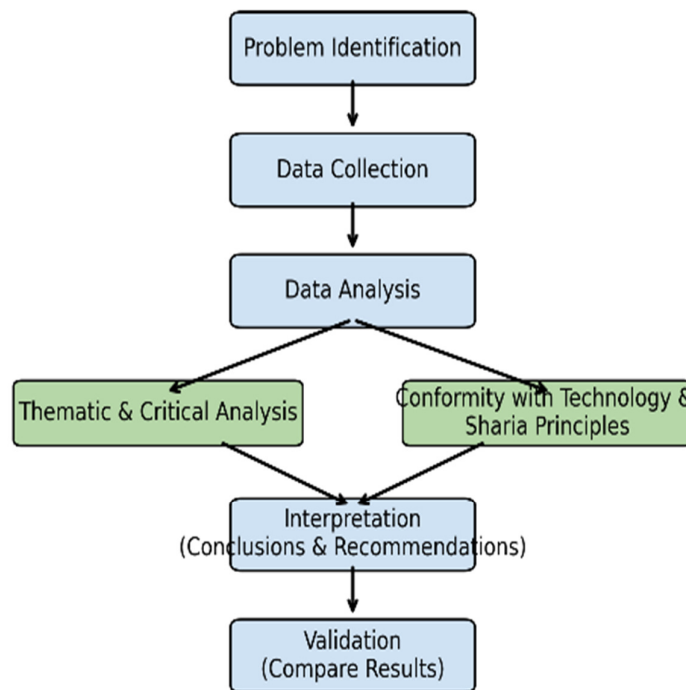 Problem Identification
Data Collection
Data Analysis
Thematic & Critical Analysis
Conformity with Technology &
Sharia Principles
Interpretation
(Conclusions & Recommendations)
Validation
(Compare Results)